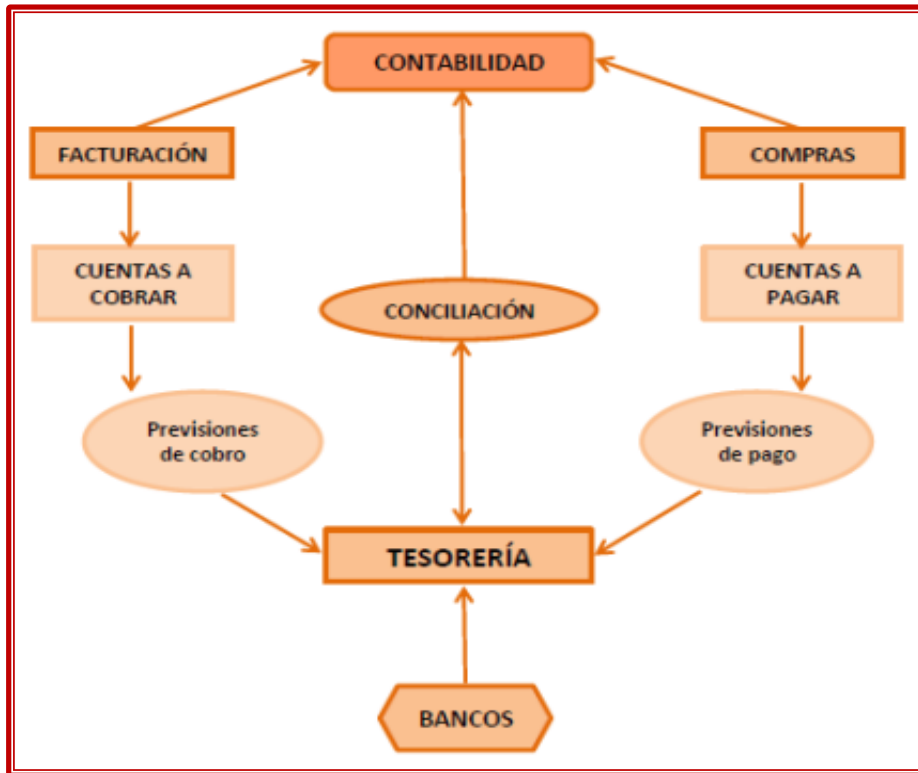 CONTABILIDAD
FACTURACIÓN
COMPRAS
CUENTAS A
COBRAR
CONCILIACIÓN
CUENTAS A
PAGAR
Previsiones
de cobro
Previsiones
de pago
TESORERÍA
BANCOS